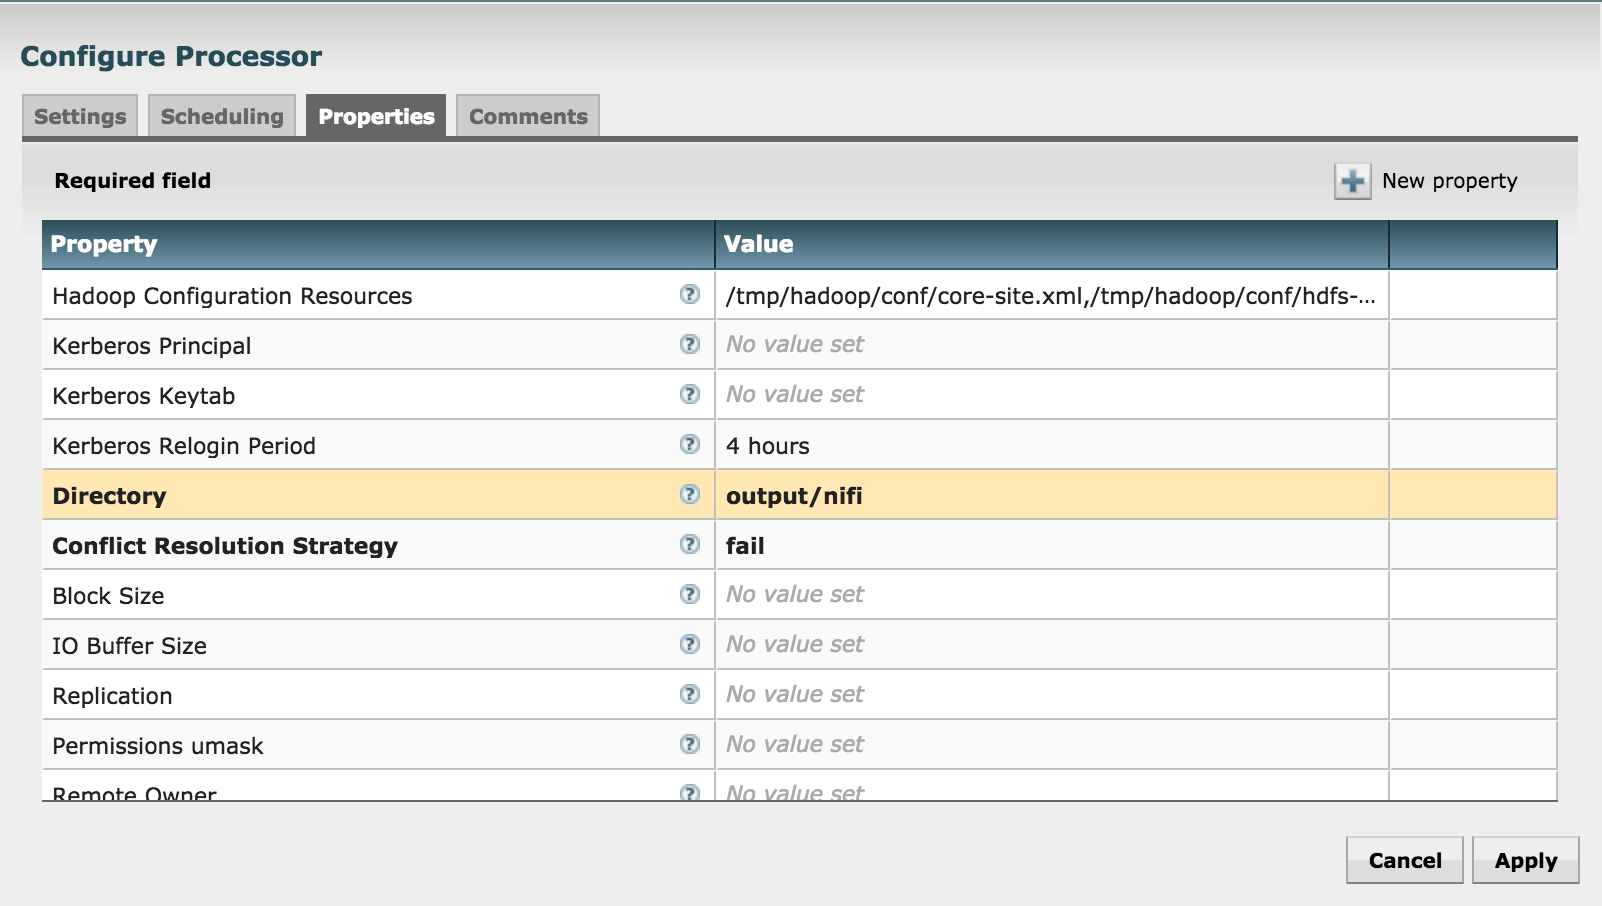 Configure Processor
Settings Scheduling Properties Comments
Required field New property
Property Value
Hadoop Configuration Resources ? /tmp/hadoop/conf/core-site.xml,/tmp/hadoop/conf/hdfs-...
Kerberos Principal ? No value set
Kerberos Keytab ? No value set
Kerberos Relogin Period ? 4 hours
Directory ? output/nifi
Conflict Resolution Strategy ? fail
Block Size ? No value set
IO Buffer Size ? No value set
Replication ? No value set
Permissions umask ? No value set
Remote Owner ? No value set
Cancel Apply